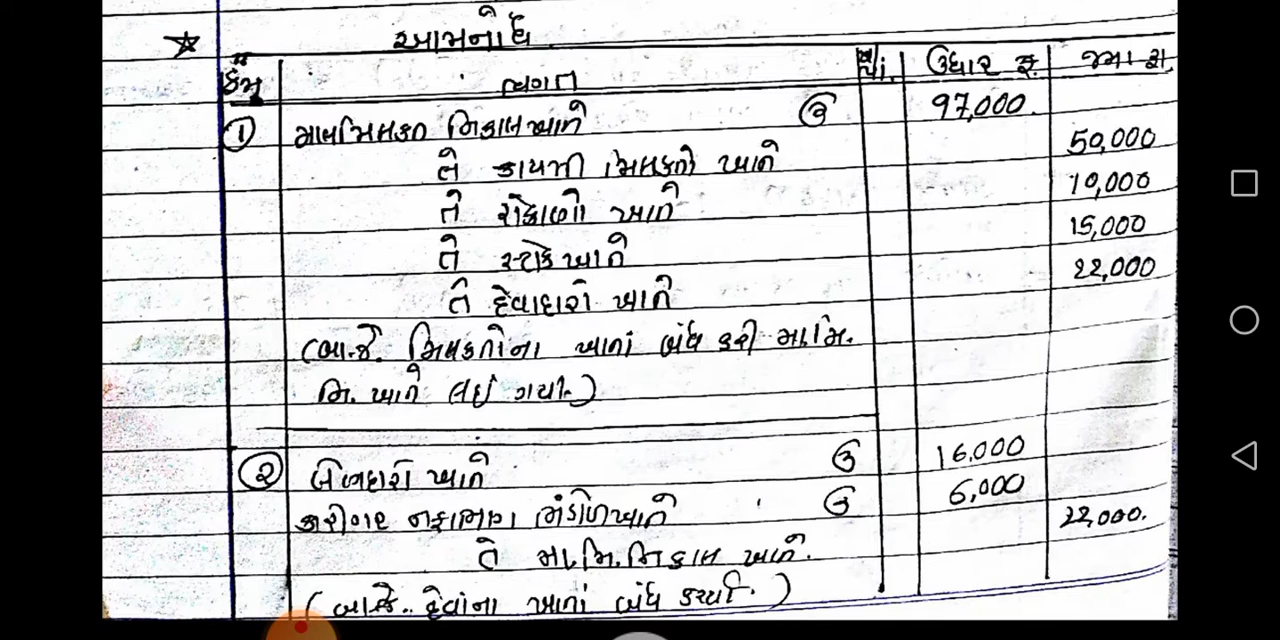 આમનોંધ
ક્રમ વિગત પા. ઉધાર રૂ. જમા રૂ.
① માલમિલકત નિકાલ ખાતે ઉ 97,000
તે કાયમી મિલકતો ખાતે 50,000
તે રોકાણો ખાતે 10,000
તે સ્ટોક ખાતે 15,000
તે દેવાદારો ખાતે 22,000
(બા.જે. મિલકતોના ખાતાં બંધ કરી મા.મિ.
નિ. ખાતે લઈ ગયા.)
② લેણદારો ખાતે ઉ 16,000
કારીગર નફાભાગ ભંડોળ ખાતે ઉ 6,000
તે મા.મિ.નિકાલ ખાતે. 22,000.
(બા.જે. દેવાંના ખાતાં બંધ કર્યા.)